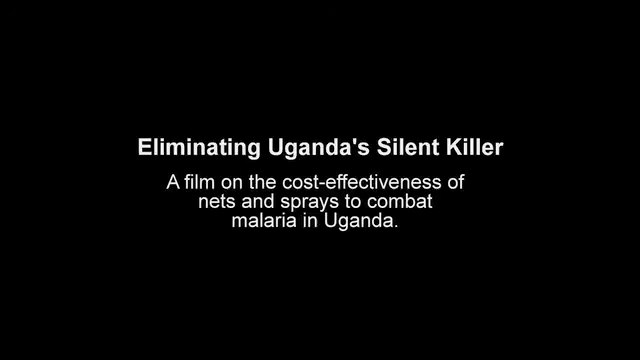 Eliminating Uganda's Silent Killer
A film on the cost-effectiveness of
nets and sprays to combat
malaria in Uganda.